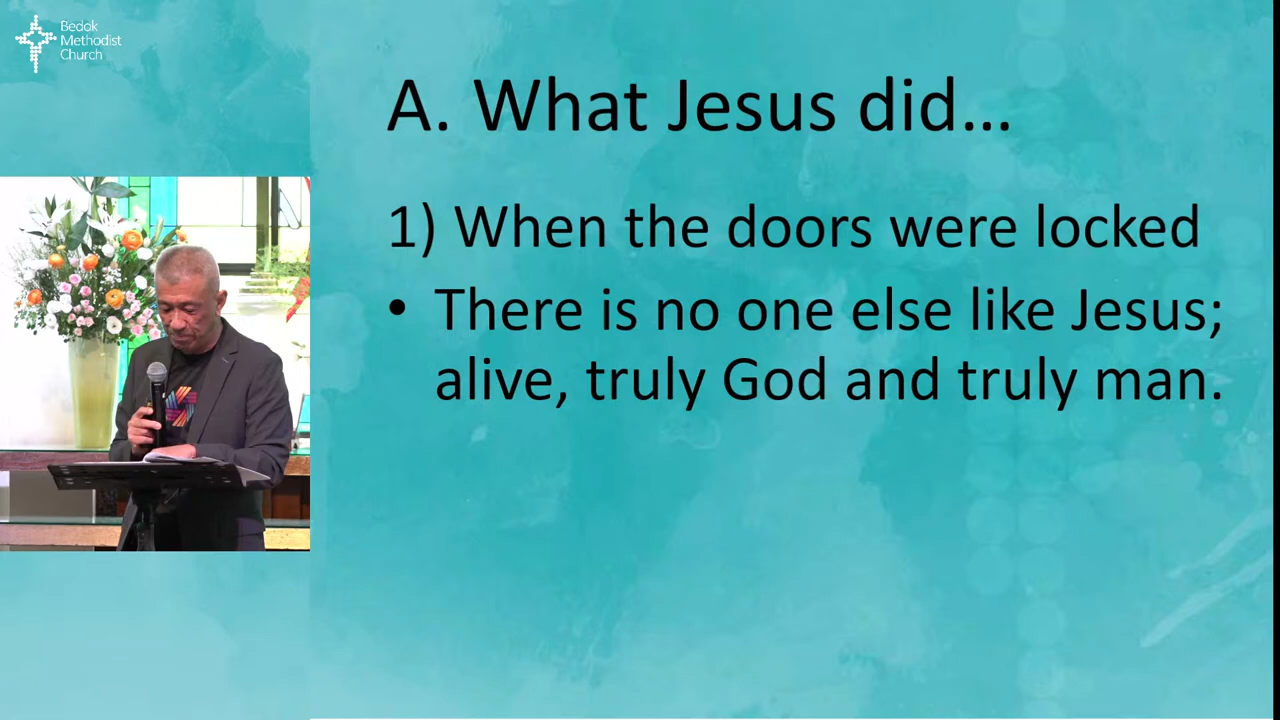 Bedok
Methodist
Church
A. What Jesus did...
1) When the doors were locked
• There is no one else like Jesus;
alive, truly God and truly man.